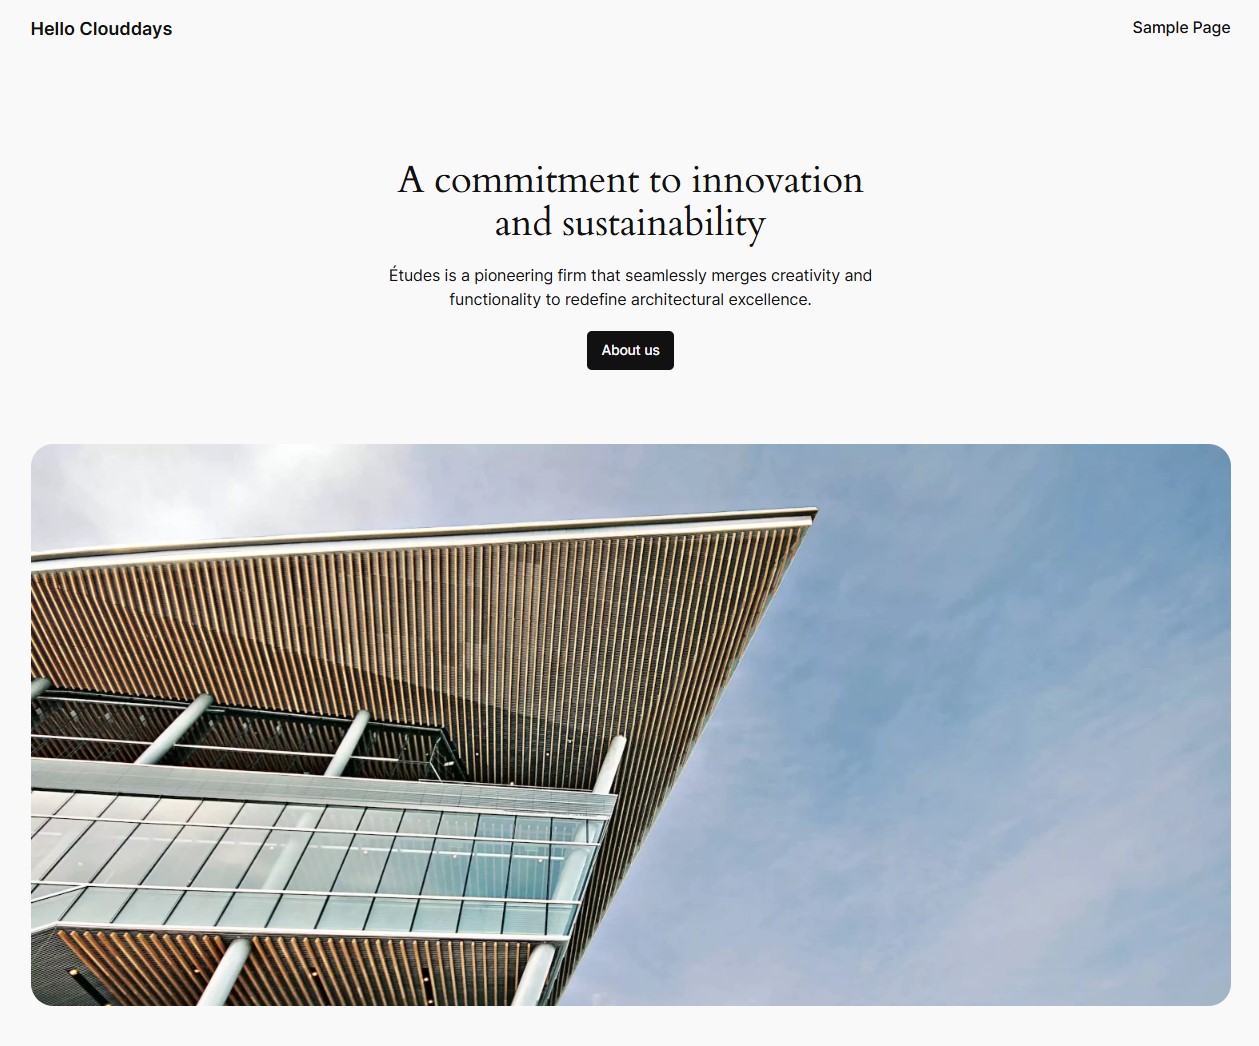 Hello Clouddays
Sample Page
A commitment to innovation
and sustainability
Études is a pioneering firm that seamlessly merges creativity and
functionality to redefine architectural excellence.
About us